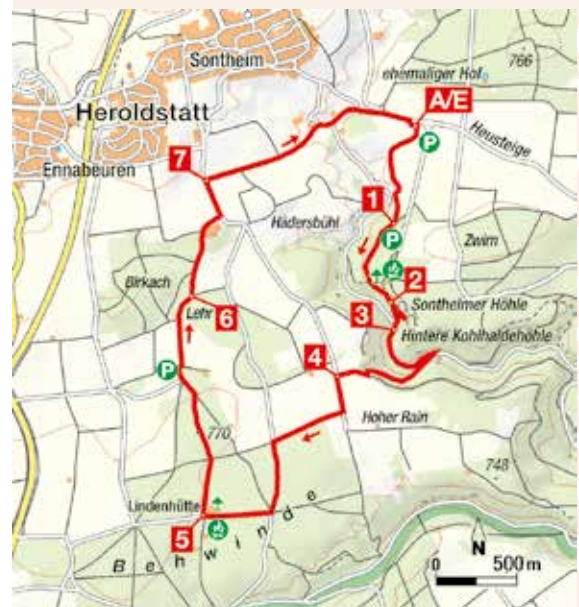 Sontheim
ehemaliger Hof
766
Heroldstatt
A/E
Heusteige
P
Ennabeuren
7
1
Hadersbühl
P
Zwirn
Birkach
2
Sontheimer Höhle
Lehr
6
3
Hintere Kohlhaldehöhle
P
4
770
Hoher Rain
748
Lindenhütte
5
Behwinde
N
0 500 m